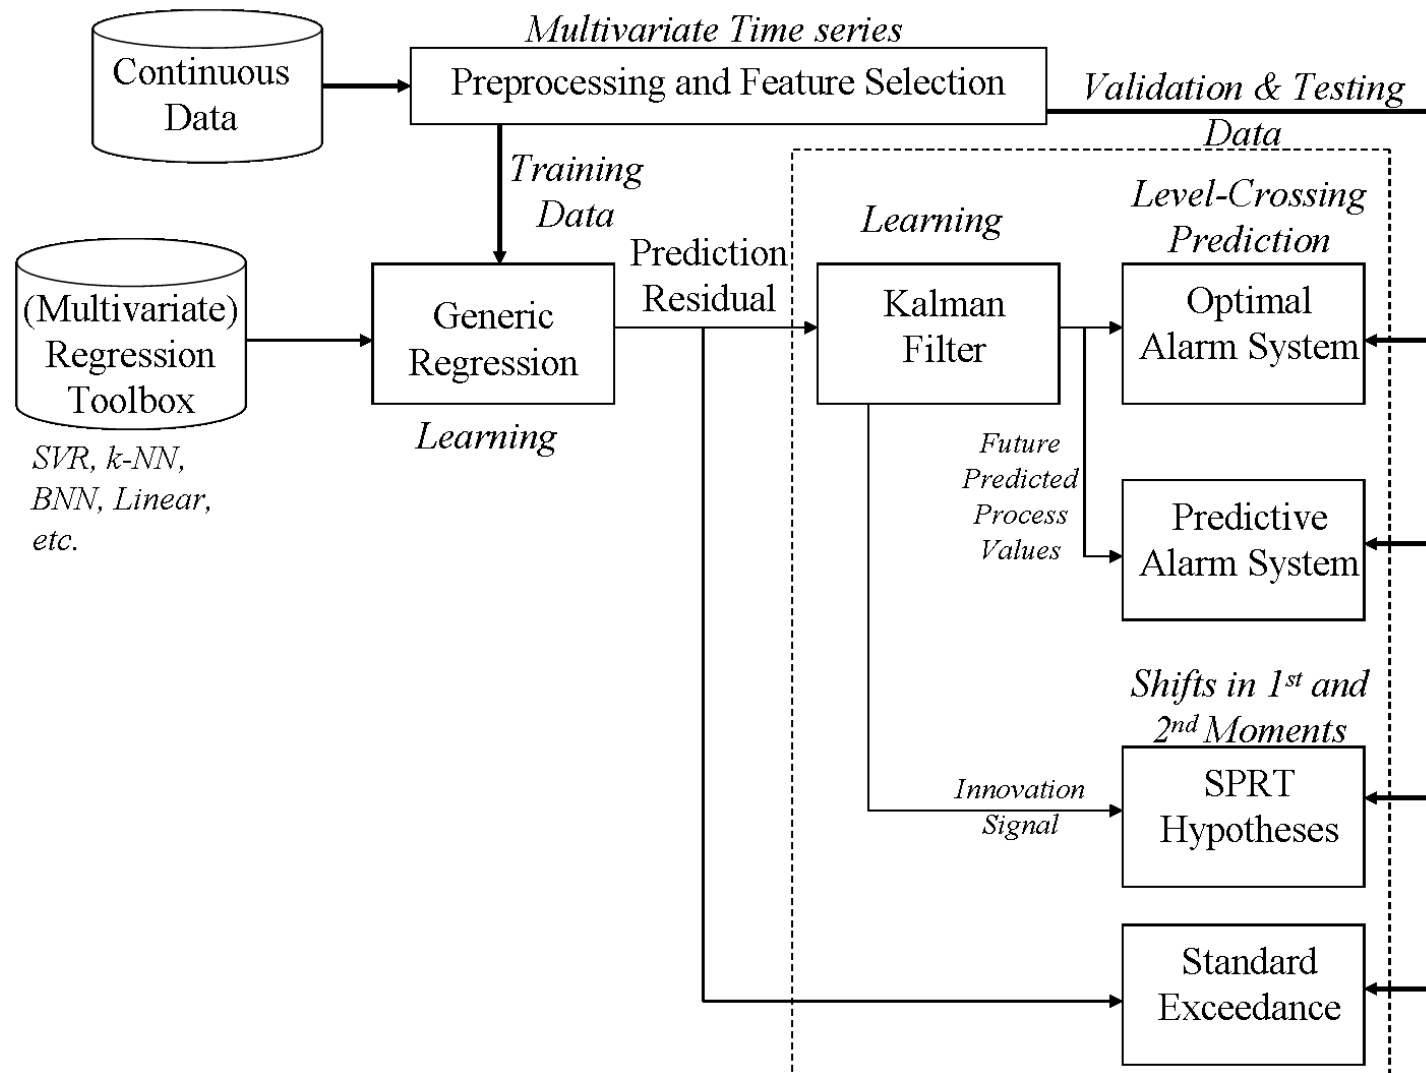 Multivariate Time series
Continuous
Data
Preprocessing and Feature Selection
Validation & Testing
Data
Training
Data
Level-Crossing
Prediction
Learning
Prediction
Residual
(Multivariate)
Regression
Toolbox
Generic
Regression
Kalman
Filter
Optimal
Alarm System
Learning
SVR, k-NN,
BNN, Linear,
etc.
Future
Predicted
Process
Values
Predictive
Alarm System
Shifts in 1st and
2nd Moments
Innovation
Signal
SPRT
Hypotheses
Standard
Exceedance